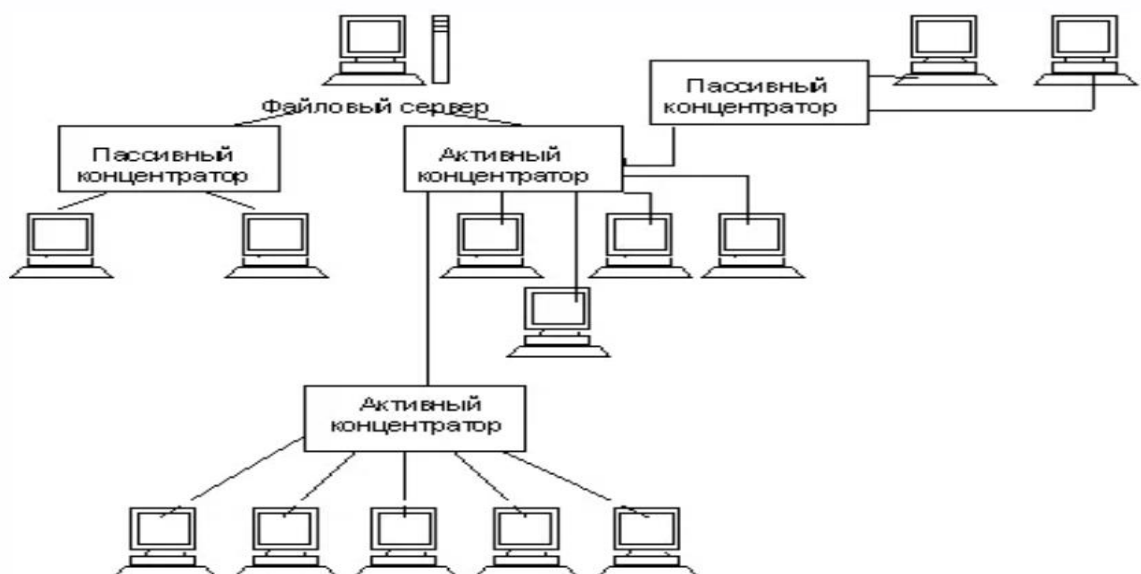 Пассивный
концентратор
Файловый сервер
Пассивный
концентратор
Активный
концентратор
Активный
концентратор